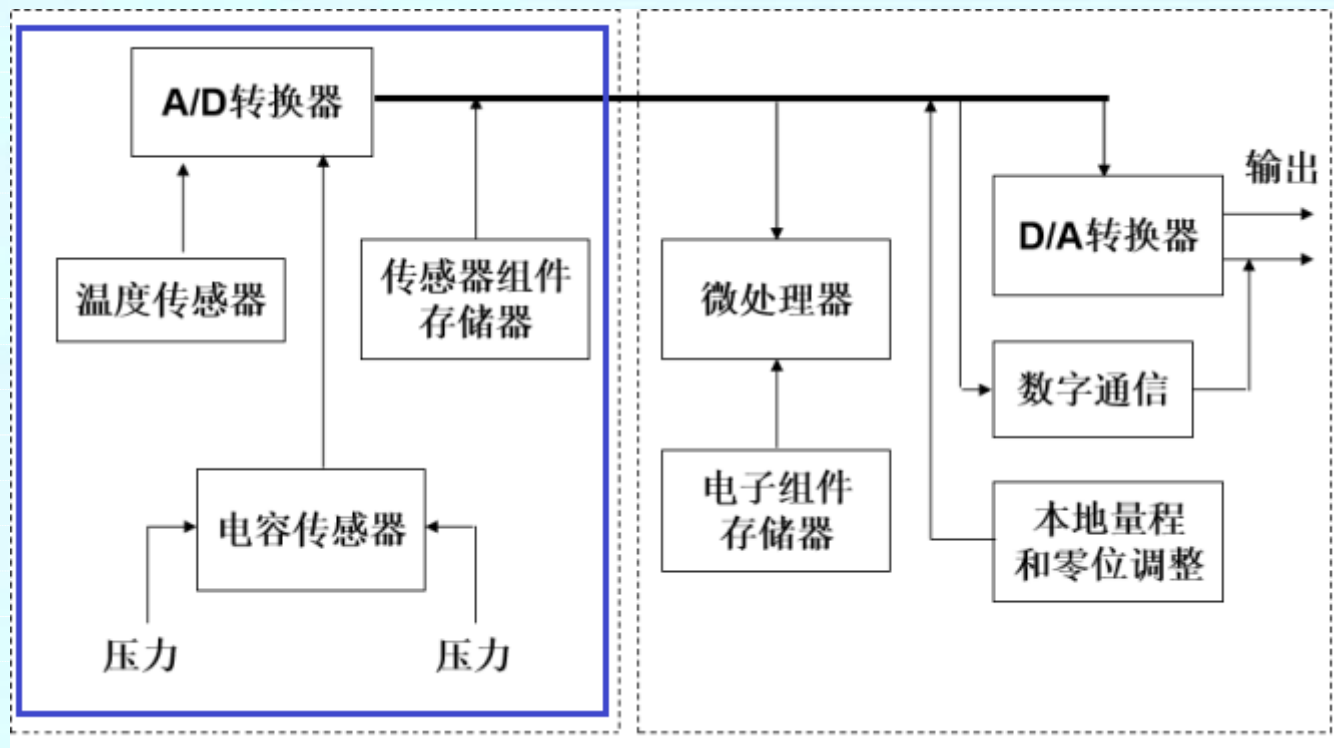 A/D转换器
温度传感器
传感器组件
存储器
电容传感器
压力
压力
微处理器
电子组件
存储器
输出
D/A转换器
数字通信
本地量程
和零位调整